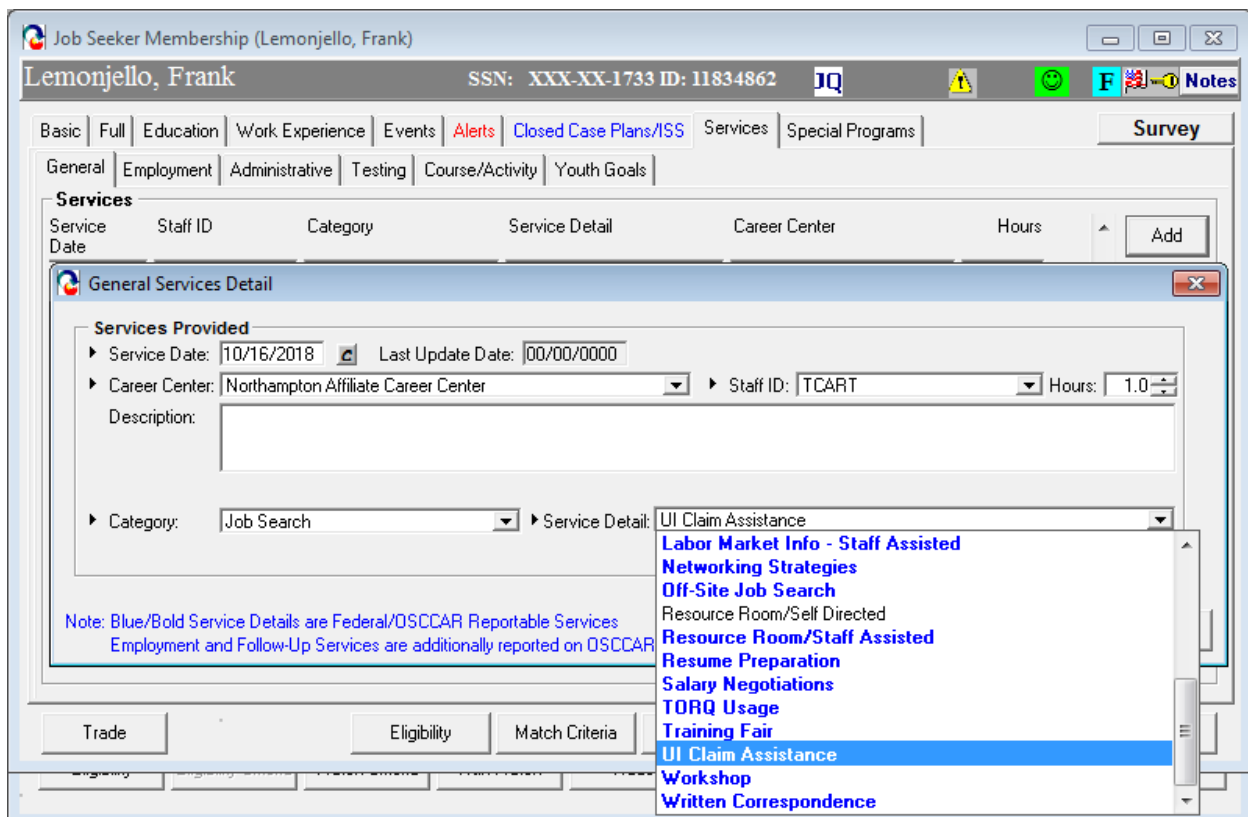 Job Seeker Membership (Lemonjello, Frank)
Lemonjello, Frank SSN: XXX-XX-1733 ID: 11834862 JQ F Notes
Basic Full Education Work Experience Events Alerts Closed Case Plans/ISS Services Special Programs Survey
General Employment Administrative Testing Course/Activity Youth Goals
Services
Service Date Staff ID Category Service Detail Career Center Hours Add
General Services Detail
Services Provided
Service Date: 10/16/2018 C Last Update Date: 00/00/0000
Career Center: Northampton Affiliate Career Center Staff ID: TCART Hours: 1.0
Description:
Category: Job Search Service Detail: UI Claim Assistance
Labor Market Info - Staff Assisted
Networking Strategies
Off-Site Job Search
Resource Room/Self Directed
Resource Room/Staff Assisted
Resume Preparation
Salary Negotiations
TORQ Usage
Training Fair
UI Claim Assistance
Workshop
Written Correspondence
Note: Blue/Bold Service Details are Federal/OSCCAR Reportable Services
Employment and Follow-Up Services are additionally reported on OSCCAR
Trade Eligibility Match Criteria